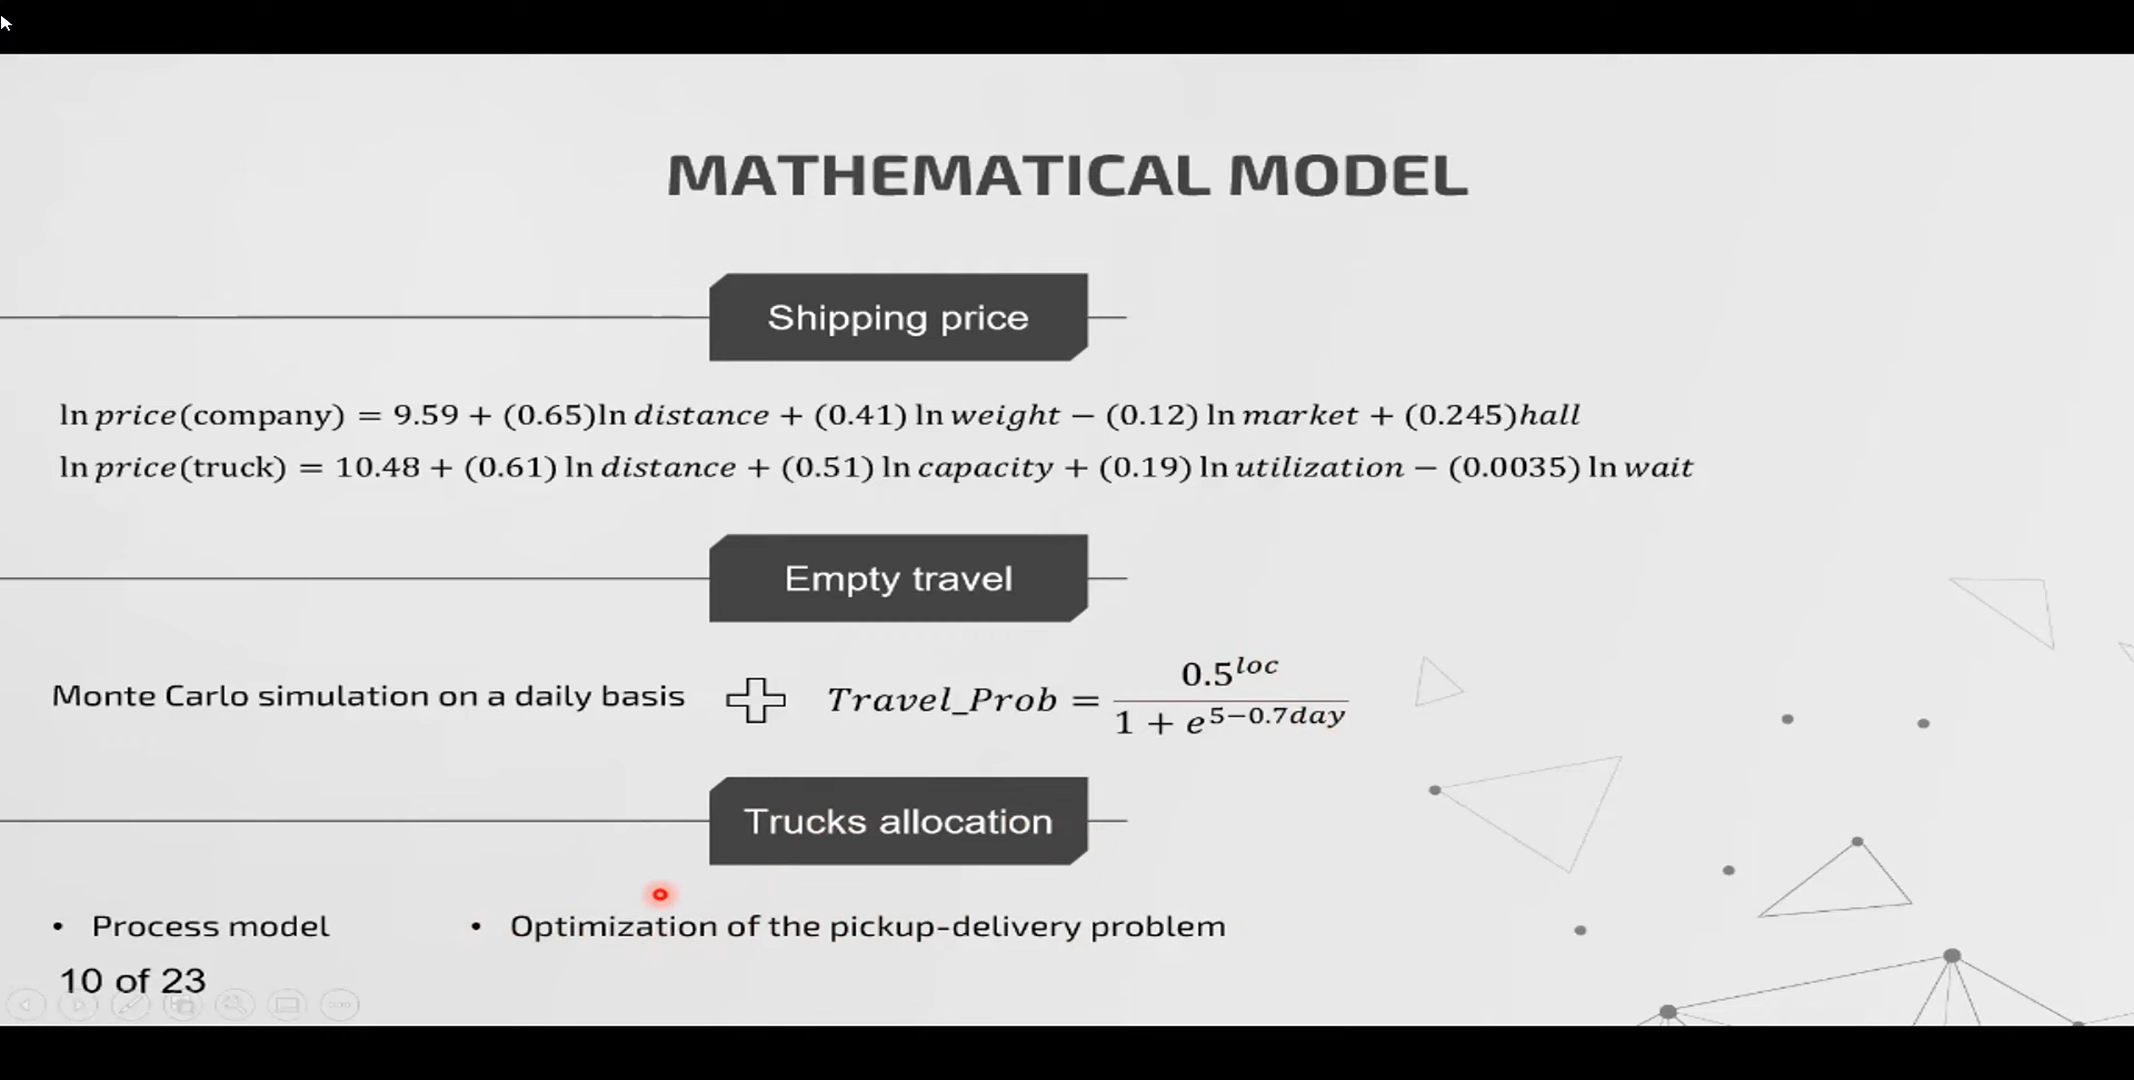 MATHEMATICAL MODEL
Shipping price
ln price(company) = 9.59 + (0.65)ln distance + (0.41) ln weight − (0.12) ln market + (0.245)hall
ln price(truck) = 10.48 + (0.61) ln distance + (0.51) ln capacity + (0.19) ln utilization − (0.0035) ln wait
Empty travel
Monte Carlo simulation on a daily basis Travel_Prob = 0.5^loc / (1 + e^(5−0.7day))
Trucks allocation
• Process model • Optimization of the pickup-delivery problem
10 of 23